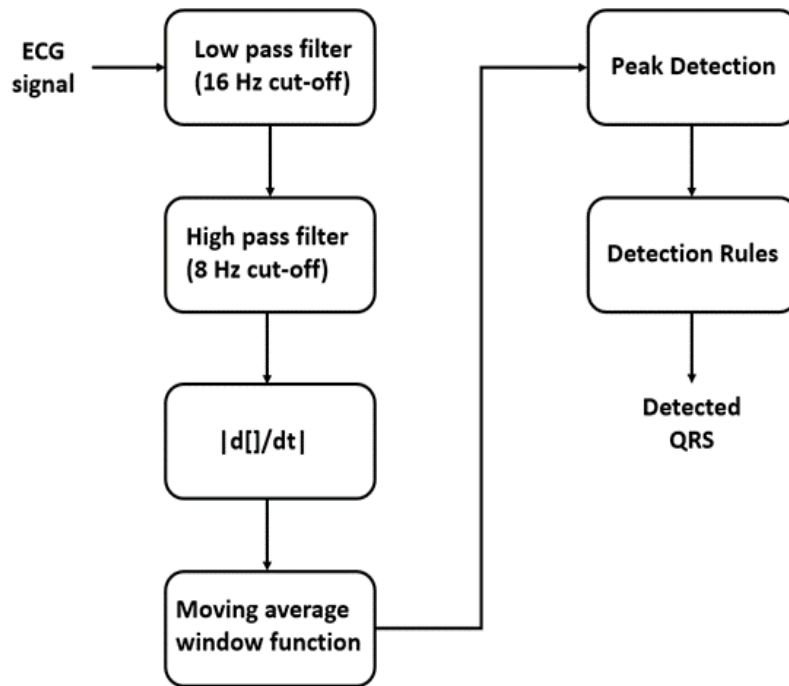 ECG
signal
Low pass filter
(16 Hz cut-off)
High pass filter
(8 Hz cut-off)
|d[]/dt|
Moving average
window function
Peak Detection
Detection Rules
Detected
QRS